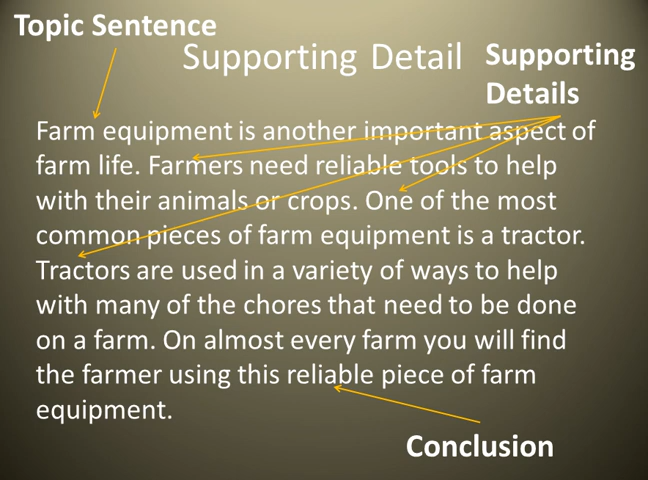 Topic Sentence
Supporting Detail
Supporting
Details
Farm equipment is another important aspect of
farm life. Farmers need reliable tools to help
with their animals or crops. One of the most
common pieces of farm equipment is a tractor.
Tractors are used in a variety of ways to help
with many of the chores that need to be done
on a farm. On almost every farm you will find
the farmer using this reliable piece of farm
equipment.
Conclusion